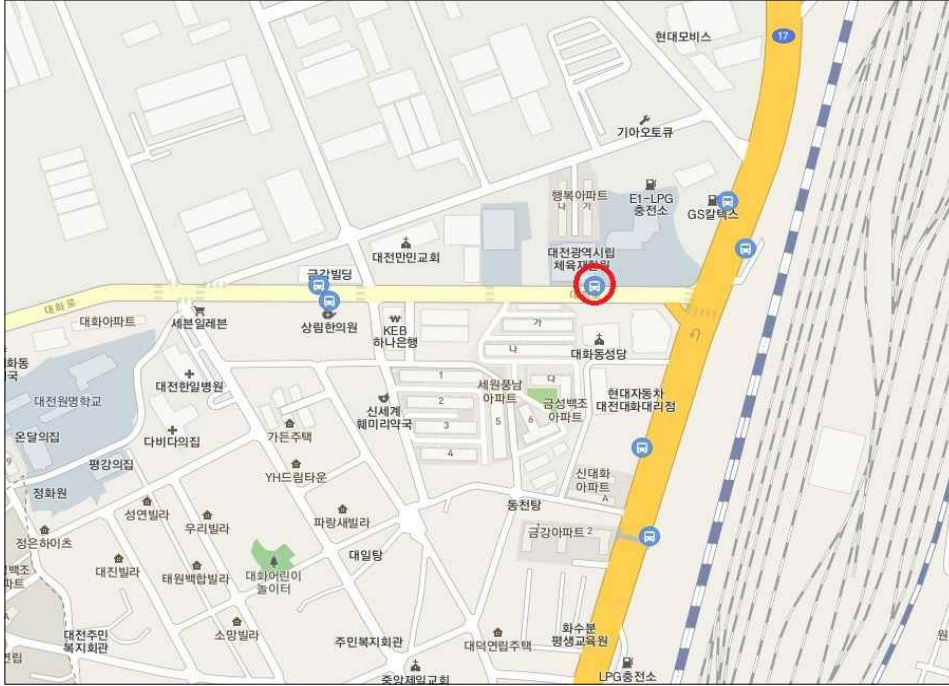 현대모비스
17
기아오토큐
행복아파트
나
가
E1-LPG
충전소
GS칼텍스
대전만민교회
대전광역시립
체육재활원
금강빌딩
대화로
대화아파트
세븐일레븐
삼림한의원
KEB
하나은행
가
나
다
대화동성당
대전한일병원
대전원명학교
신세계
훼미리약국
1
2
3
4
5
6
세원풍남
아파트
금성백조
아파트
현대자동차
대전대화대리점
온달의집
다비다의집
가든주택
평강의집
YH드림타운
신대화
아파트
A
정화원
성연빌라
우리빌라
파랑새빌라
동천탕
금강아파트
2
정은하이츠
대진빌라
태원백합빌라
대화어린이
놀이터
대일탕
대전주민
복지회관
소망빌라
주민복지회관
대덕연립주택
화수분
평생교육원
중앙제일교회
LPG충전소